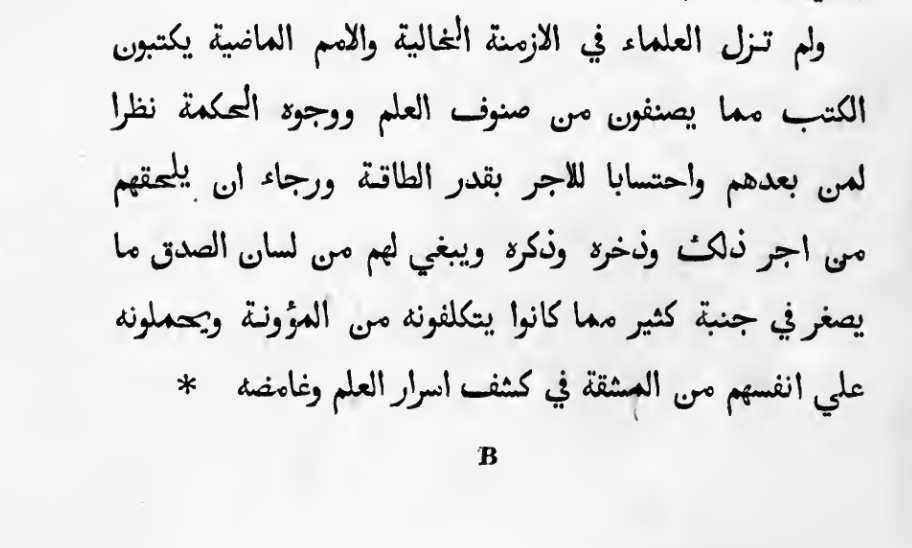 ولم تزل العلماء في الازمنة الخالية والامم الماضية يكتبون
الكتب مما يصنفون من صنوف العلم ووجوه الحكمة نظرا
لمن بعدهم واحتسابا للاجر بقدر الطاقة ورجاء ان يلحقهم
من اجر ذلك وذخره وذكره ويبغي لهم من لسان الصدق ما
يصغر في جنبة كثير مما كانوا يتكلفونه من المؤونة ويحملونه
علي انفسهم من المشقة في كشف اسرار العلم وغامضه *
B